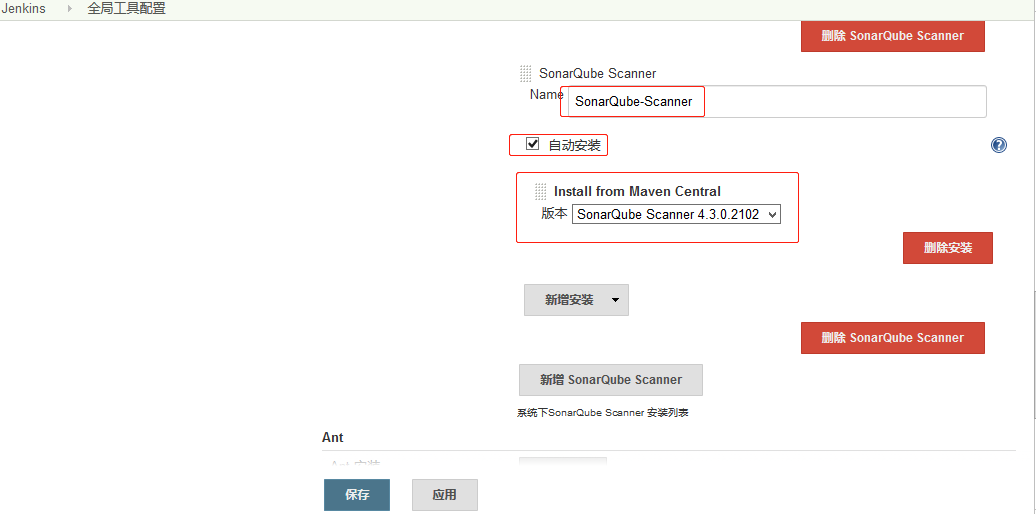 Jenkins 全局工具配置
删除 SonarQube Scanner
SonarQube Scanner
Name SonarQube-Scanner
自动安装
Install from Maven Central
版本 SonarQube Scanner 4.3.0.2102
删除安装
新增安装
删除 SonarQube Scanner
新增 SonarQube Scanner
系统下SonarQube Scanner 安装列表
Ant
Ant 安装
保存 应用